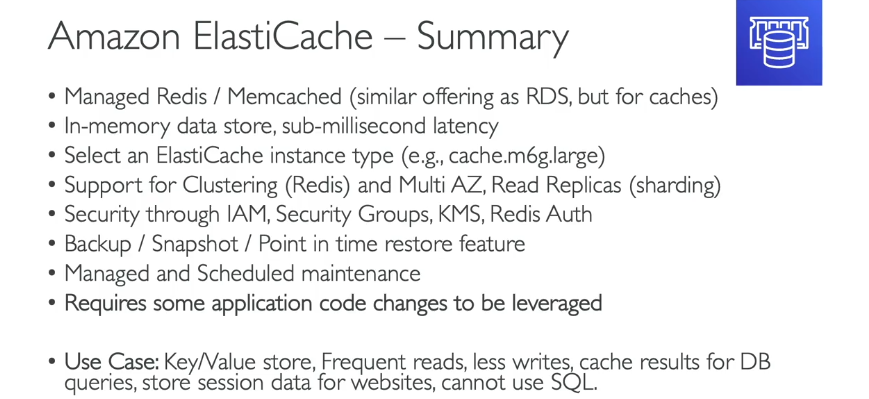 Amazon ElastiCache – Summary
• Managed Redis / Memcached (similar offering as RDS, but for caches)
• In-memory data store, sub-millisecond latency
• Select an ElastiCache instance type (e.g., cache.m6g.large)
• Support for Clustering (Redis) and Multi AZ, Read Replicas (sharding)
• Security through IAM, Security Groups, KMS, Redis Auth
• Backup / Snapshot / Point in time restore feature
• Managed and Scheduled maintenance
• Requires some application code changes to be leveraged
• Use Case: Key/Value store, Frequent reads, less writes, cache results for DB
queries, store session data for websites, cannot use SQL.